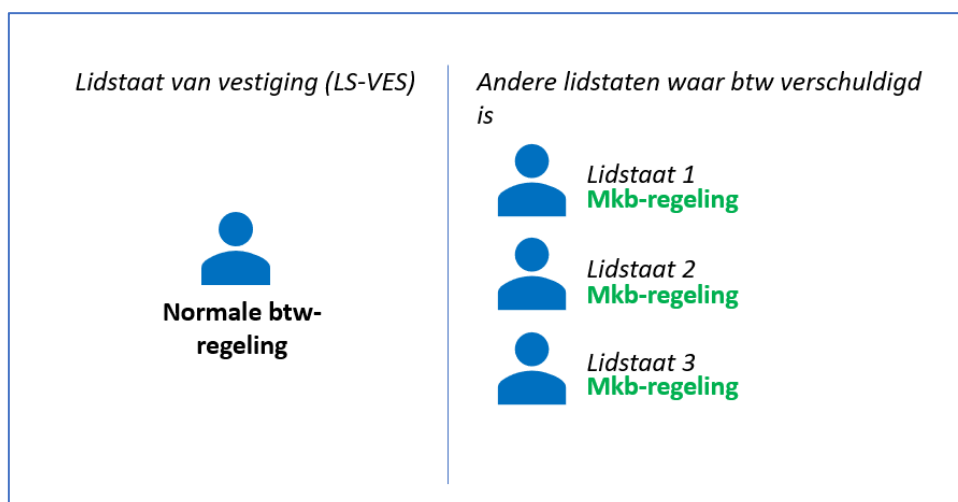 Lidstaat van vestiging (LS-VES)
Normale btw-
regeling
Andere lidstaten waar btw verschuldigd
is
Lidstaat 1
Mkb-regeling
Lidstaat 2
Mkb-regeling
Lidstaat 3
Mkb-regeling